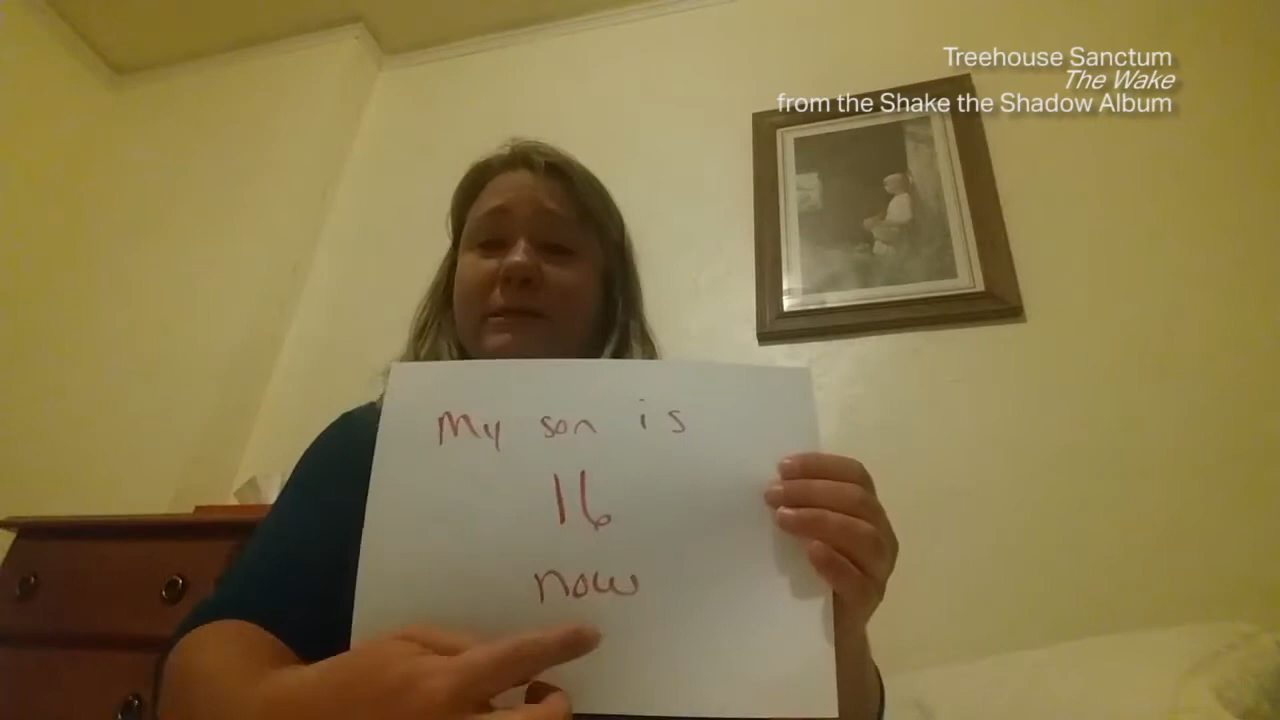 Treehouse Sanctum
The Wake
from the Shake the Shadow Album
My son is
16
now